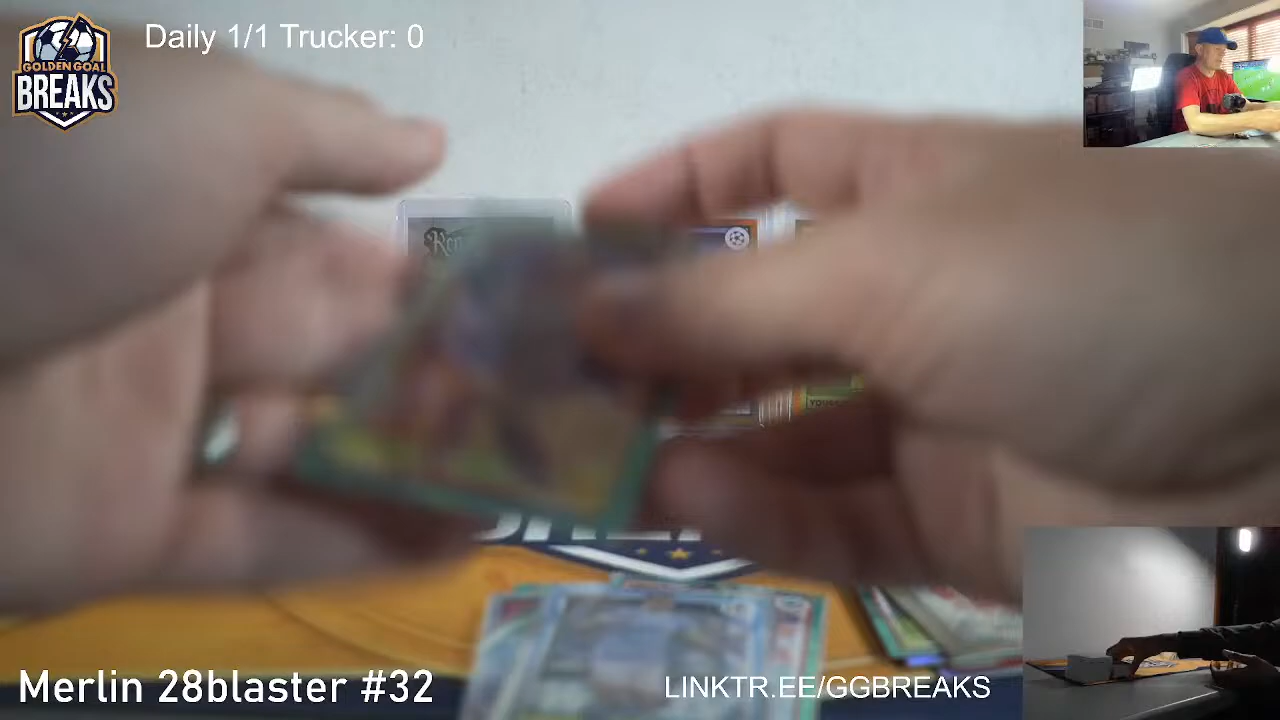 Daily 1/1 Trucker: 0
GOLDEN GOAL
BREAKS
Merlin 28blaster #32
LINKTR.EE/GGBREAKS